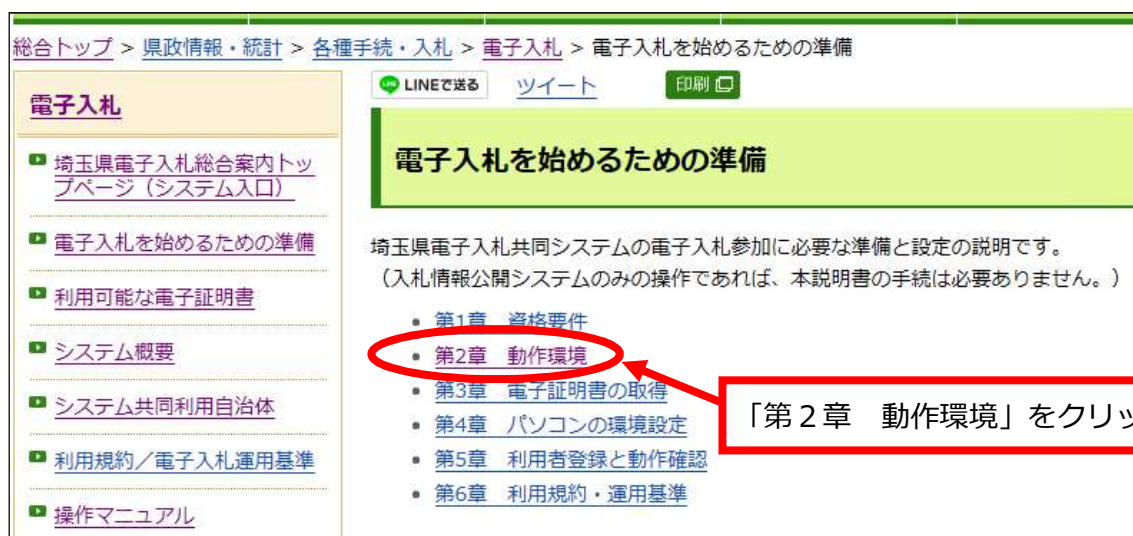 総合トップ > 県政情報・統計 > 各種手続・入札 > 電子入札 > 電子入札を始めるための準備
電子入札
埼玉県電子入札総合案内トッ
プページ（システム入口）
電子入札を始めるための準備
利用可能な電子証明書
システム概要
システム共同利用自治体
利用規約／電子入札運用基準
操作マニュアル
LINEで送る ツイート 印刷
電子入札を始めるための準備
埼玉県電子入札共同システムの電子入札参加に必要な準備と設定の説明です。
（入札情報公開システムのみの操作であれば、本説明書の手続は必要ありません。）
第1章　資格要件
第2章　動作環境
第3章　電子証明書の取得
第4章　パソコンの環境設定
第5章　利用者登録と動作確認
第6章　利用規約・運用基準
「第２章　動作環境」をクリッ